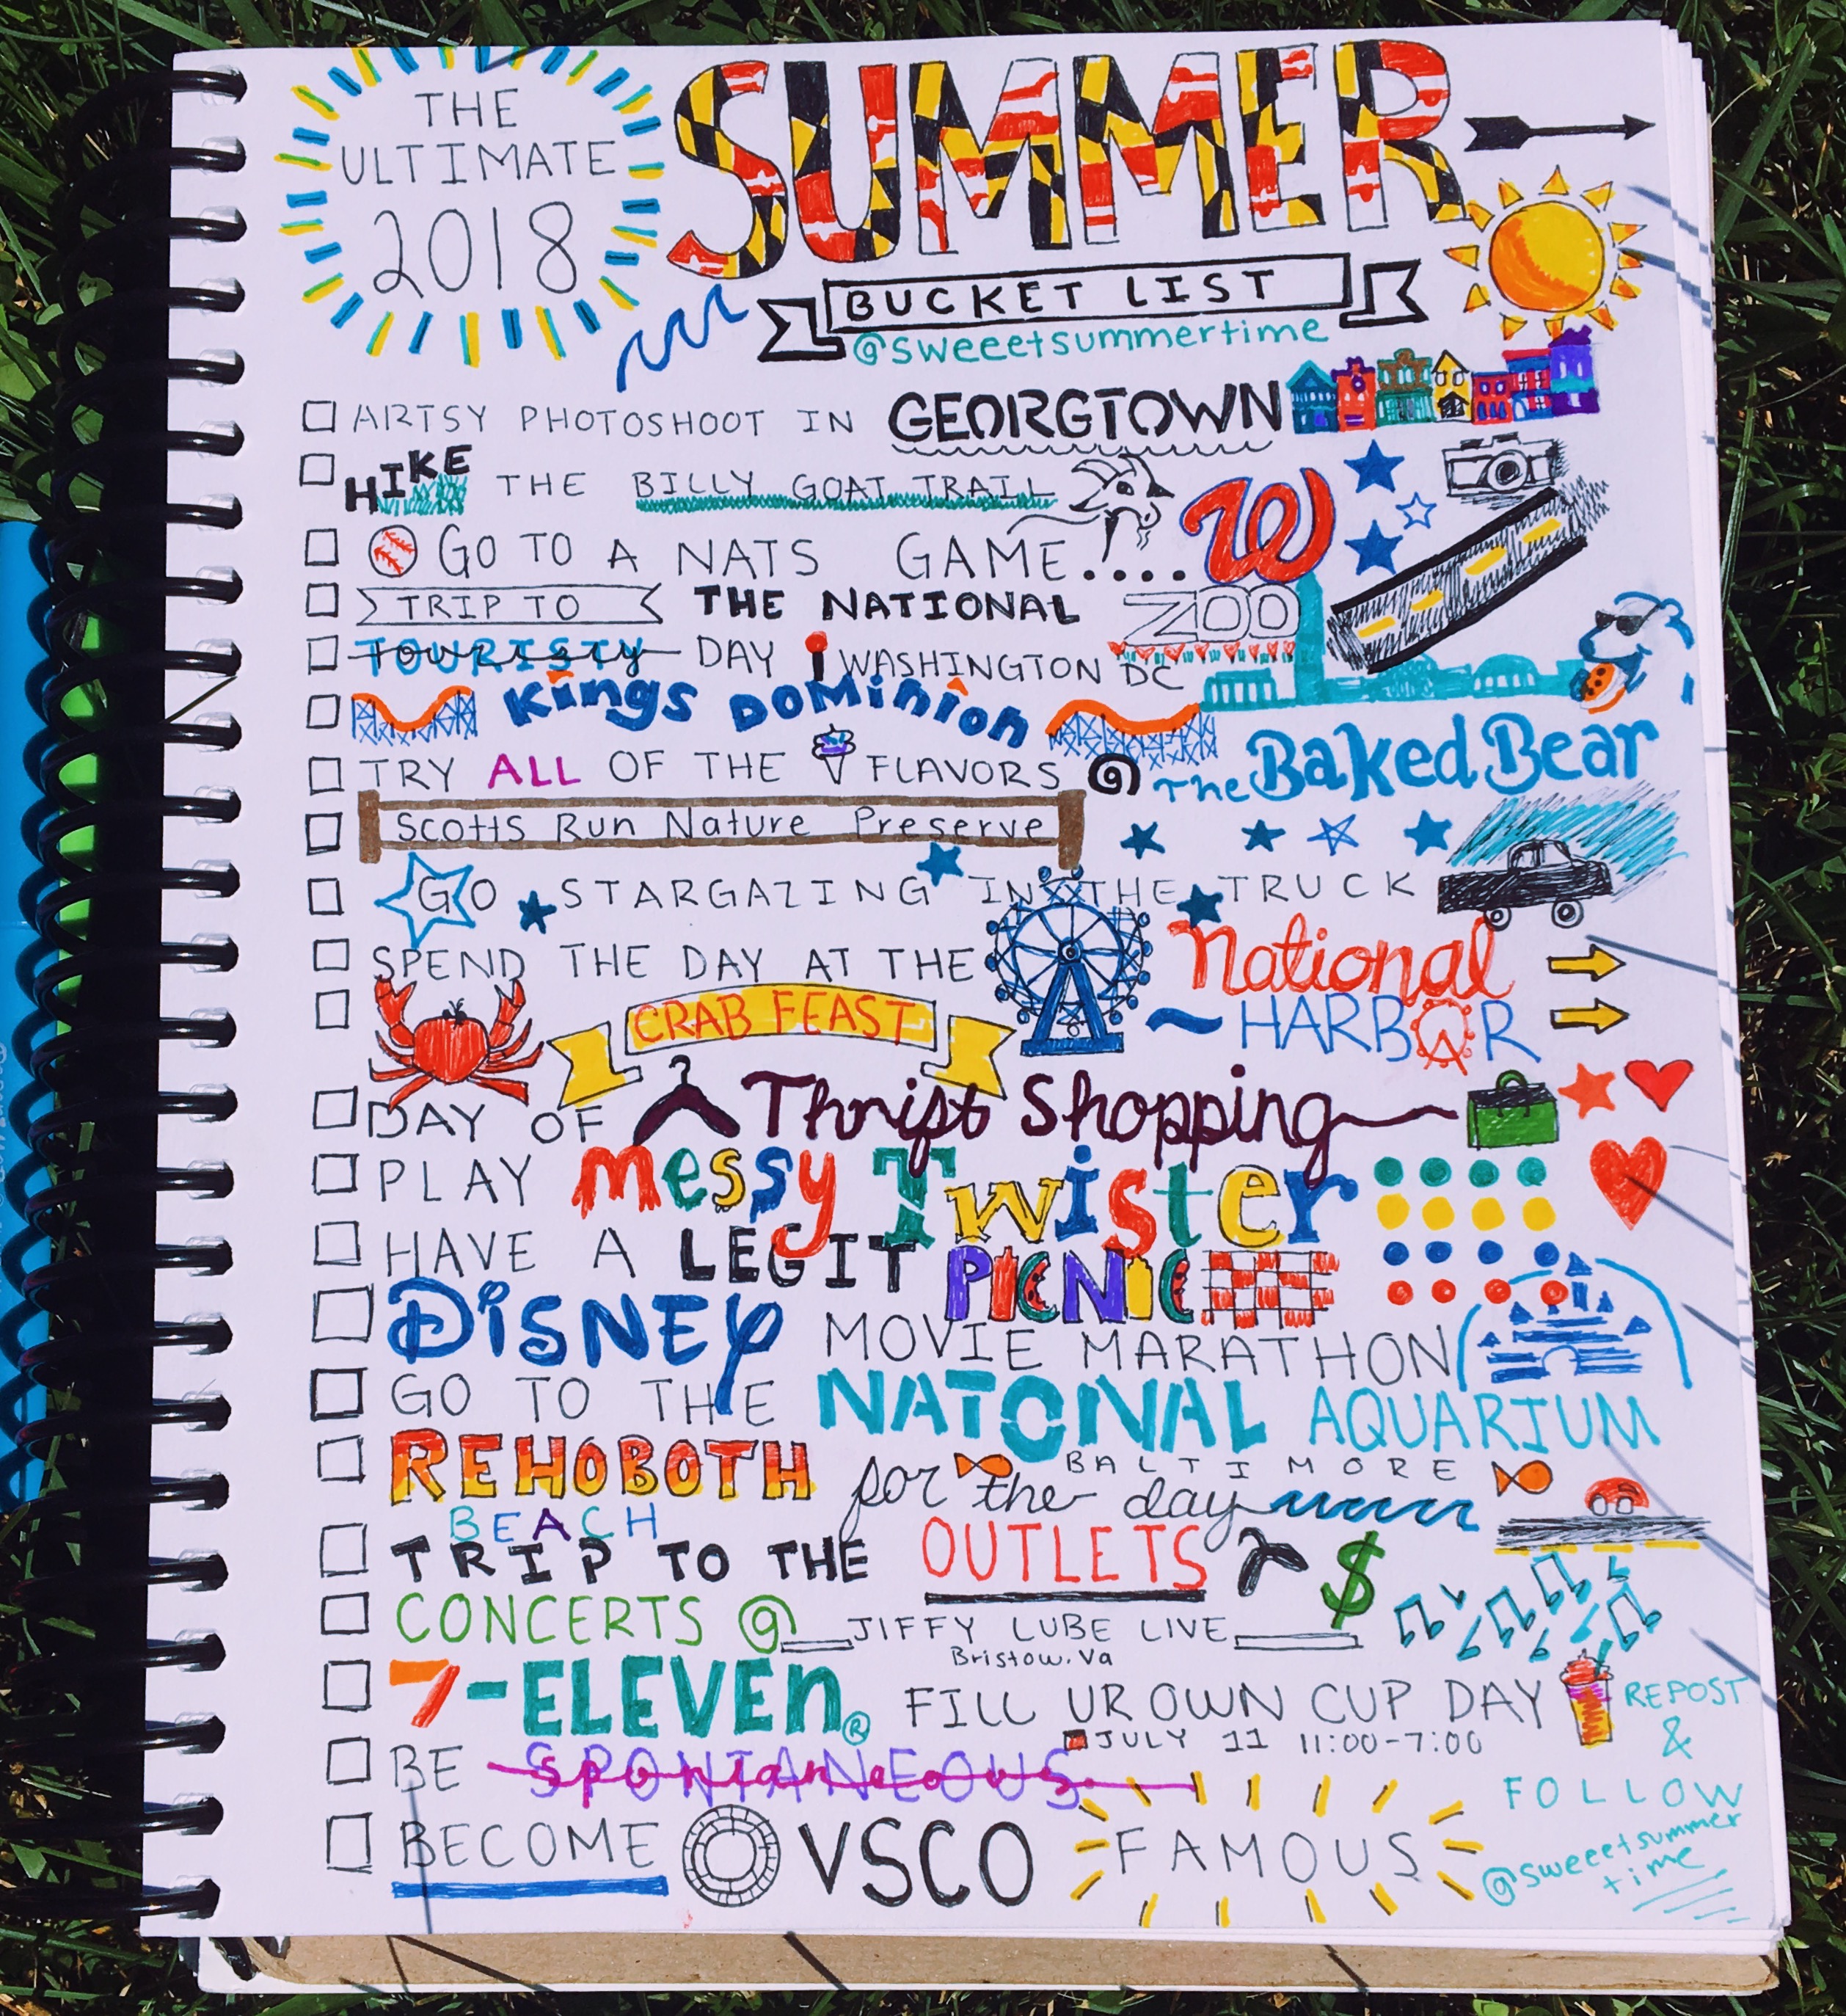 THE
ULTIMATE
2018
SUMMER
BUCKET LIST
@sweeetsummertime
ARTSY PHOTOSHOOT IN GEORGTOWN
HIKE THE BILLY GOAT TRAIL
GO TO A NATS GAME.... W
TRIP TO THE NATIONAL ZOO
TOURISTY DAY WASHINGTON DC
Kings DOMinion
TRY ALL OF THE FLAVORS @ The Baked Bear
Scotts Run Nature Preserve
GO STARGAZING IN THE TRUCK
SPEND THE DAY AT THE National
~HARBOR
CRAB FEAST
DAY OF Thrift Shopping
PLAY messy Twister
HAVE A LEGIT PICNIC
DISNEY MOVIE MARATHON
GO TO THE NATONAL AQUARIUM
BALTIMORE
REHOBOTH for the day
BEACH
TRIP TO THE OUTLETS $
CONCERTS @ JIFFY LUBE LIVE
Bristow, Va
7-ELEVEn® FILL UR OWN CUP DAY
JULY 11 11:00-7:00
BE SPONTANEOUS
BECOME VSCO FAMOUS
REPOST
&
FOLLOW
@sweeetsummer
time